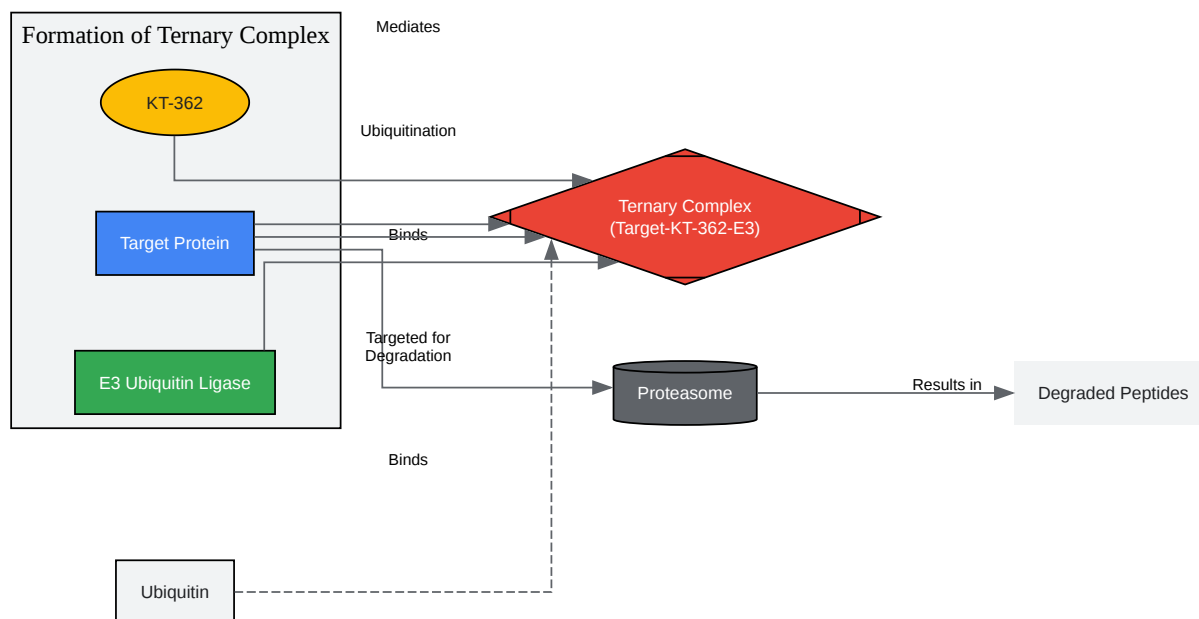 Formation of Ternary Complex
Mediates
KT-362
Ubiquitination
Ternary Complex
(Target-KT-362-E3)
Target Protein
Binds
Targeted for
Degradation
E3 Ubiquitin Ligase
Proteasome
Results in
Degraded Peptides
Binds
Ubiquitin